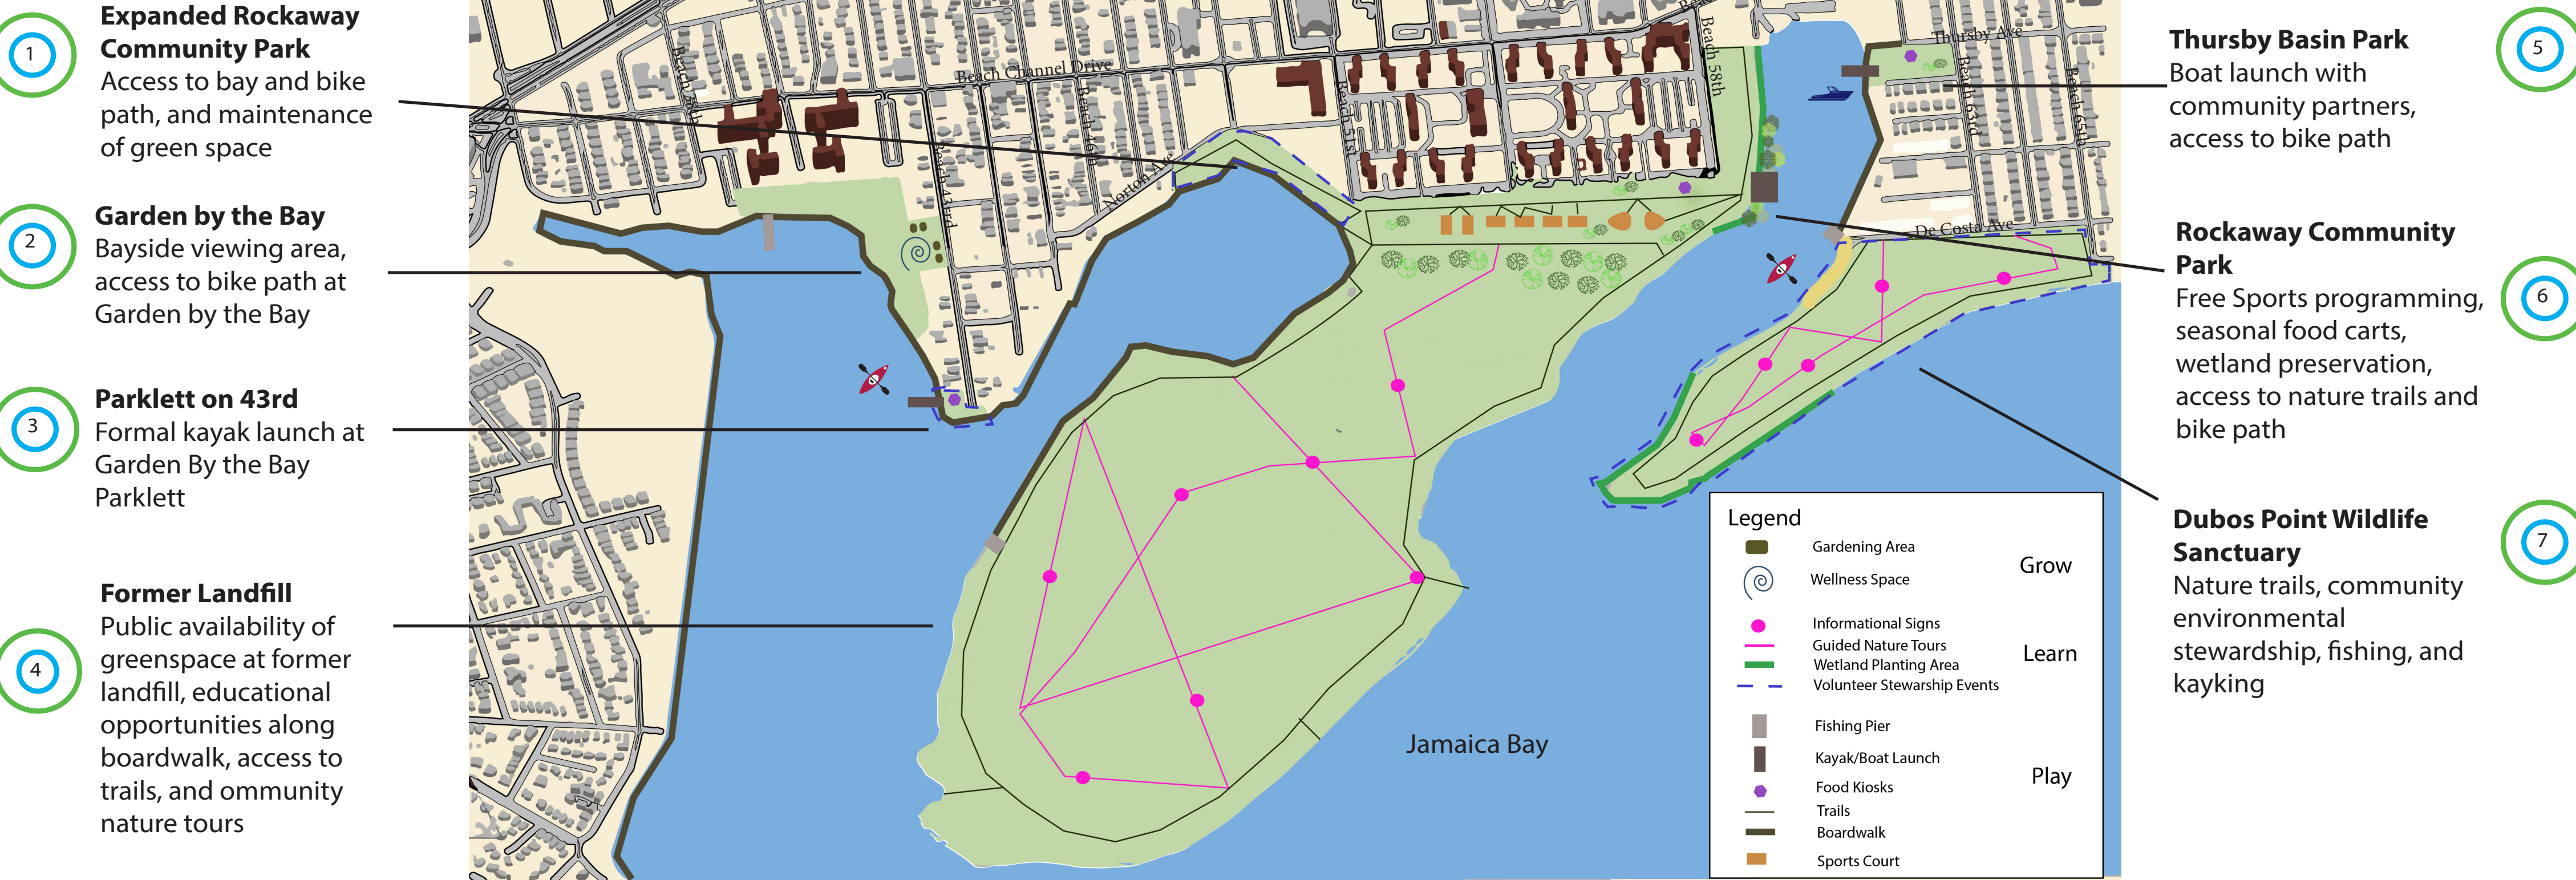 1
Expanded Rockaway
Community Park
Access to bay and bike
path, and maintenance
of green space
2
Garden by the Bay
Bayside viewing area,
access to bike path at
Garden by the Bay
3
Parklett on 43rd
Formal kayak launch at
Garden By the Bay
Parklett
4
Former Landfill
Public availability of
greenspace at former
landfill, educational
opportunities along
boardwalk, access to
trails, and ommunity
nature tours
Beach Channel Drive
Beach 43rrd
Beach 46th
Norton Ave
Beach 51st
Beach 58th
Thursby Ave
Beach 63rd
Beach 65th
De Costa Ave
Jamaica Bay
5
Thursby Basin Park
Boat launch with
community partners,
access to bike path
6
Rockaway Community
Park
Free Sports programming,
seasonal food carts,
wetland preservation,
access to nature trails and
bike path
7
Dubos Point Wildlife
Sanctuary
Nature trails, community
environmental
stewardship, fishing, and
kayking
Legend
Gardening Area
Grow
Wellness Space
Informational Signs
Guided Nature Tours
Learn
Wetland Planting Area
Volunteer Stewarship Events
Fishing Pier
Kayak/Boat Launch
Play
Food Kiosks
Trails
Boardwalk
Sports Court